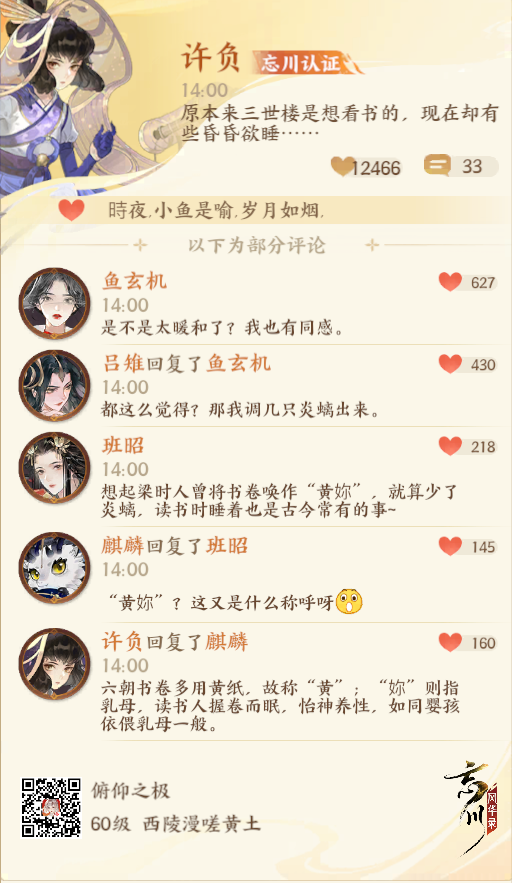 许负 忘川认证
14:00
原本来三世楼是想看书的，现在却有
些昏昏欲睡……
12466 33
時夜,小鱼是喻,岁月如烟,
以下为部分评论
鱼玄机 627
14:00
是不是太暖和了？我也有同感。
吕雉回复了鱼玄机 430
14:00
都这么觉得？那我调几只炎螭出来。
班昭 218
14:00
想起梁时人曾将书卷唤作“黄妳”，就算少了
炎螭，读书时睡着也是古今常有的事~
麒麟回复了班昭 145
14:00
“黄妳”？这又是什么称呼呀
许负回复了麒麟 160
14:00
六朝书卷多用黄纸，故称“黄”；“妳”则指
乳母，读书人握卷而眠，怡神养性，如同婴孩
依偎乳母一般。
俯仰之极
60级 西陵漫嗟黄土
忘川
风华录